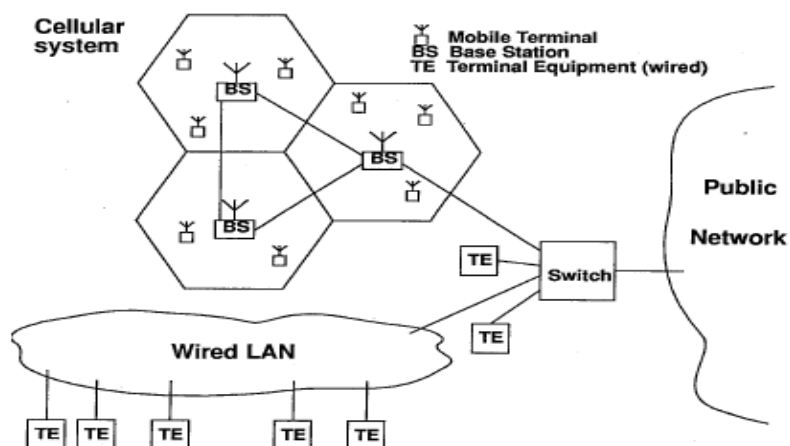 Cellular
system
Mobile Terminal
BS Base Station
TE Terminal Equipment (wired)
BS
BS
BS
Public
Network
TE
Switch
TE
Wired LAN
TE TE TE TE TE